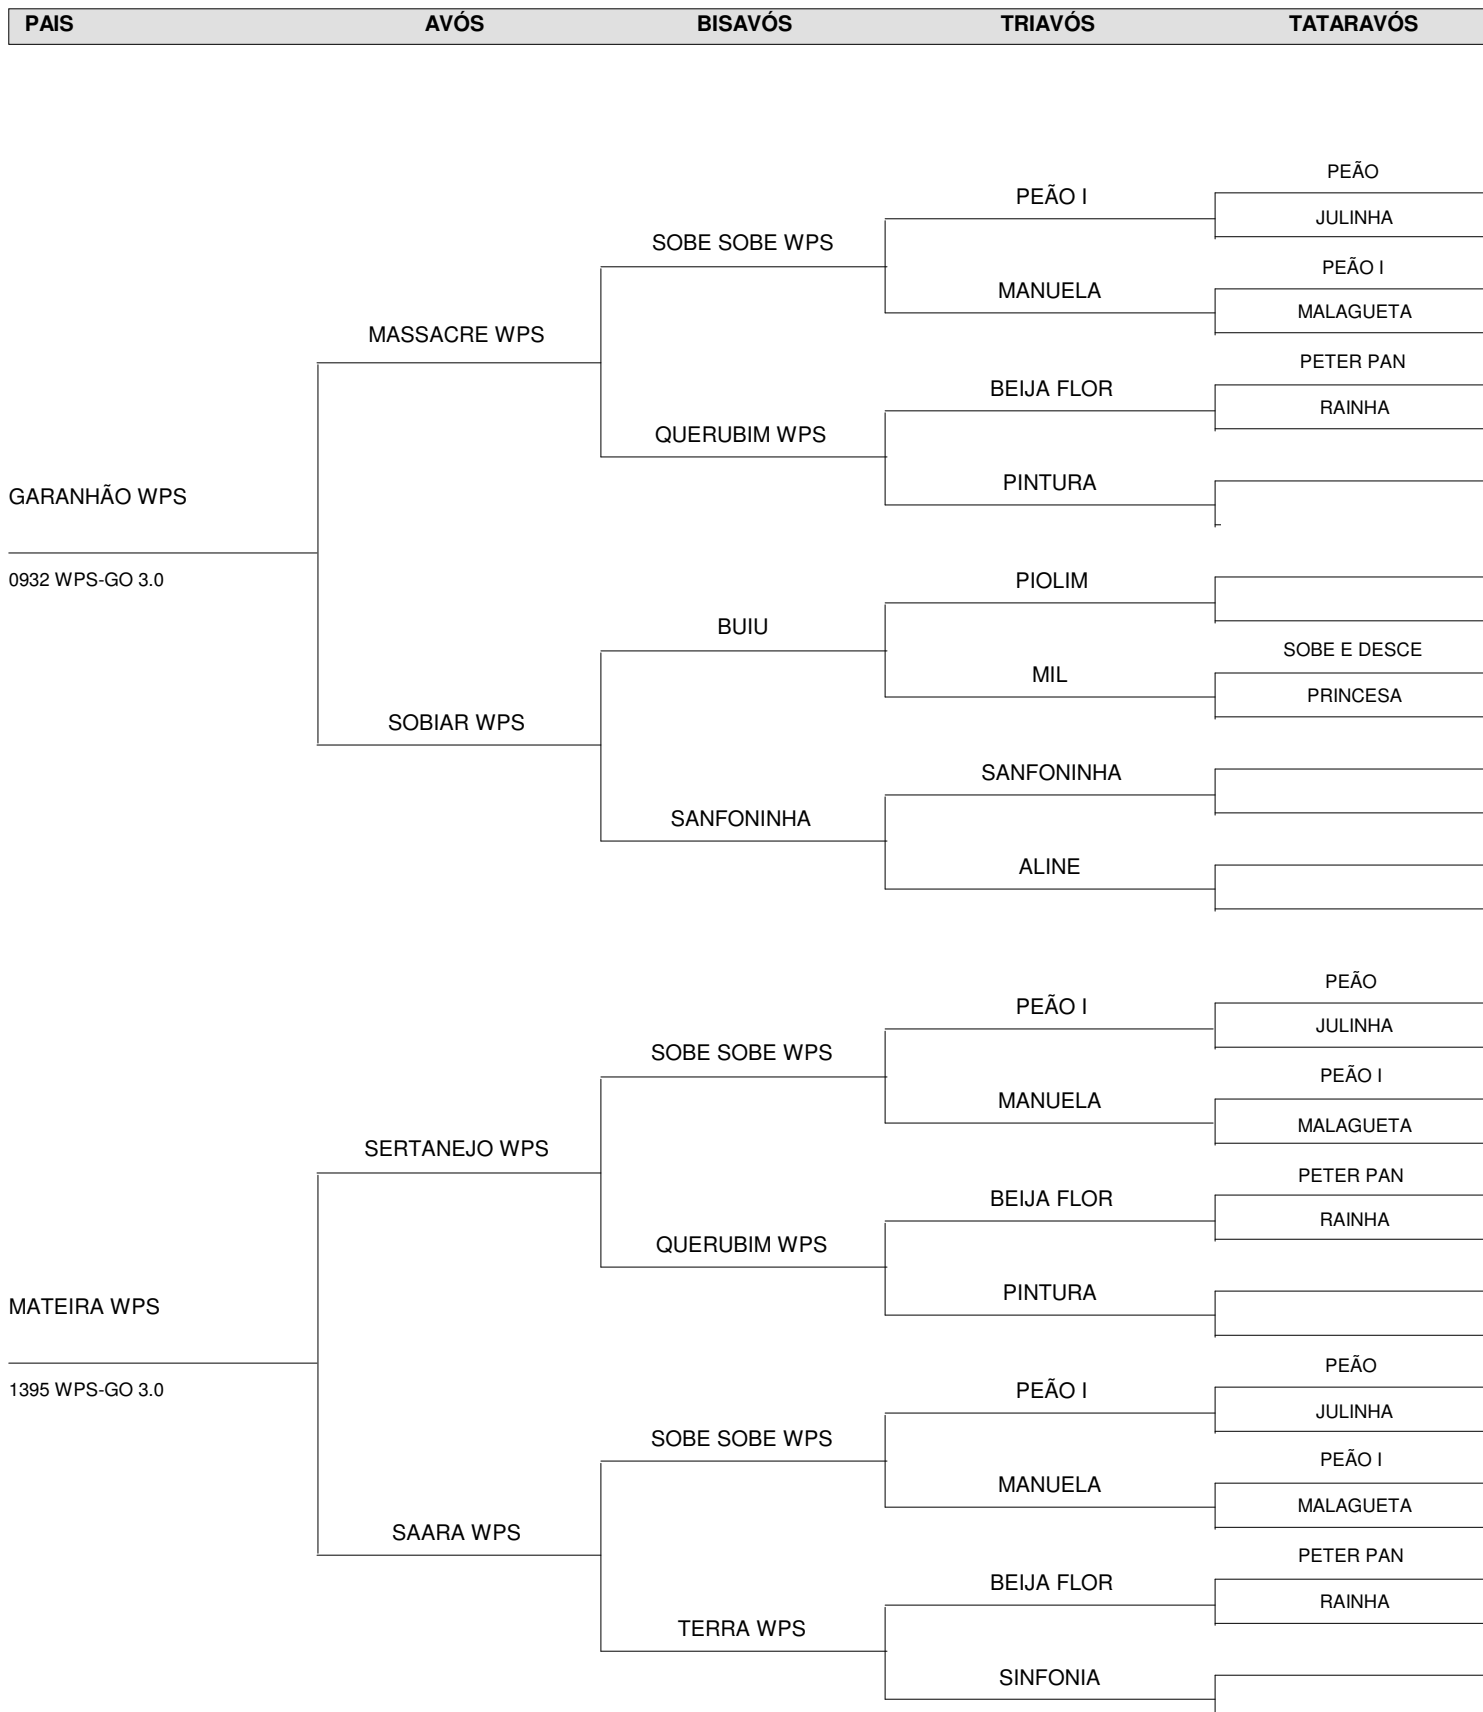 PAIS AVÓS BISAVÓS TRIAVÓS TATARAVÓS
PEÃO
PEÃO I
JULINHA
SOBE SOBE WPS
PEÃO I
MANUELA
MALAGUETA
MASSACRE WPS
PETER PAN
BEIJA FLOR
RAINHA
QUERUBIM WPS
PINTURA
GARANHÃO WPS
0932 WPS-GO 3.0
PIOLIM
BUIU
SOBE E DESCE
MIL
PRINCESA
SOBIAR WPS
SANFONINHA
SANFONINHA
ALINE
PEÃO
PEÃO I
JULINHA
SOBE SOBE WPS
PEÃO I
MANUELA
MALAGUETA
SERTANEJO WPS
PETER PAN
BEIJA FLOR
RAINHA
QUERUBIM WPS
PINTURA
MATEIRA WPS
PEÃO
1395 WPS-GO 3.0
PEÃO I
JULINHA
SOBE SOBE WPS
PEÃO I
MANUELA
MALAGUETA
SAARA WPS
PETER PAN
BEIJA FLOR
RAINHA
TERRA WPS
SINFONIA